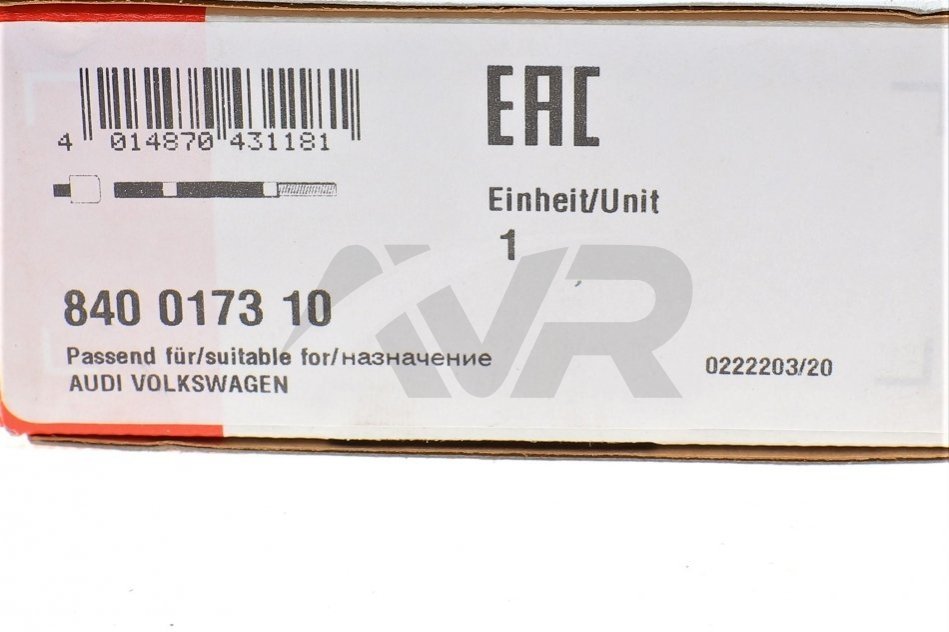 EAC
4 014870 431181
Einheit/Unit
1
840 0173 10
Passend für/suitable for/назначение
AUDI VOLKSWAGEN
0222203/20
AVR